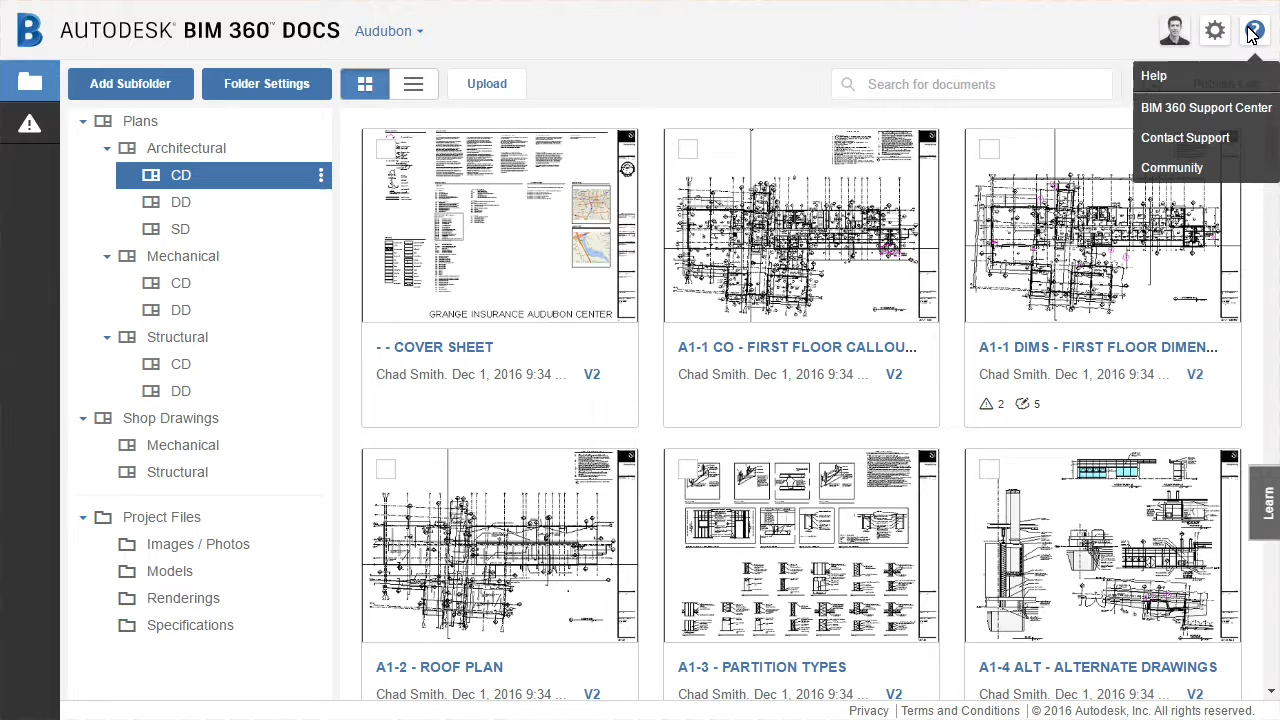 AUTODESK® BIM 360™ DOCS
Audubon
Help
BIM 360 Support Center
Contact Support
Community
Add Subfolder
Folder Settings
Upload
Search for documents
Plans
Architectural
CD
DD
SD
Mechanical
CD
DD
Structural
CD
DD
Shop Drawings
Mechanical
Structural
Project Files
Images / Photos
Models
Renderings
Specifications
GRANGE INSURANCE AUDUBON CENTER
- - COVER SHEET
Chad Smith. Dec 1, 2016 9:34 ... V2
A1-1 CO - FIRST FLOOR CALLOU...
Chad Smith. Dec 1, 2016 9:34 ... V2
A1-1 DIMS - FIRST FLOOR DIMEN...
Chad Smith. Dec 1, 2016 9:34 ... V2
2 5
A1-2 - ROOF PLAN
Chad Smith. Dec 1, 2016 9:34 ... V2
A1-3 - PARTITION TYPES
Chad Smith. Dec 1, 2016 9:34 ... V2
A1-4 ALT - ALTERNATE DRAWINGS
Chad Smith. Dec 1, 2016 9:34 ... V2
Learn
Privacy | Terms and Conditions | © 2016 Autodesk, Inc. All rights reserved.